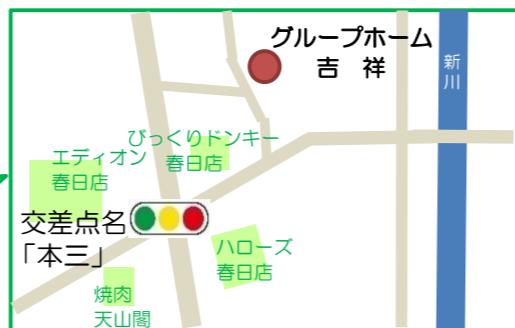 グループホーム
吉 祥
新川
びっくりドンキー
春日店
エディオン
春日店
交差点名
「本三」
ハローズ
春日店
焼肉
天山閣